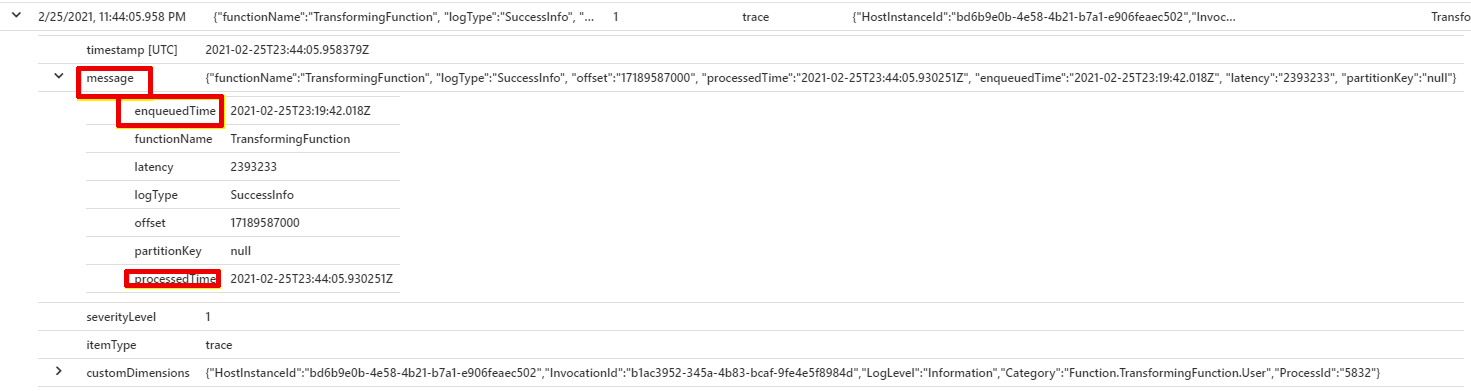 2/25/2021, 11:44:05.958 PM {"functionName":"TransformingFunction", "logType":"SuccessInfo", "... 1 trace {"HostInstanceId":"bd6b9e0b-4e58-4b21-b7a1-e906feaec502","Invoc... Transfo
timestamp [UTC] 2021-02-25T23:44:05.958379Z
message {"functionName":"TransformingFunction", "logType":"SuccessInfo", "offset":"17189587000", "processedTime":"2021-02-25T23:44:05.930251Z", "enqueuedTime":"2021-02-25T23:19:42.018Z", "latency":"2393233", "partitionKey":"null"}
enqueuedTime 2021-02-25T23:19:42.018Z
functionName TransformingFunction
latency 2393233
logType SuccessInfo
offset 17189587000
partitionKey null
processedTime 2021-02-25T23:44:05.930251Z
severityLevel 1
itemType trace
customDimensions {"HostInstanceId":"bd6b9e0b-4e58-4b21-b7a1-e906feaec502","InvocationId":"b1ac3952-345a-4b83-bcaf-9fe4e5f8984d","LogLevel":"Information","Category":"Function.TransformingFunction.User","ProcessId":"5832"}